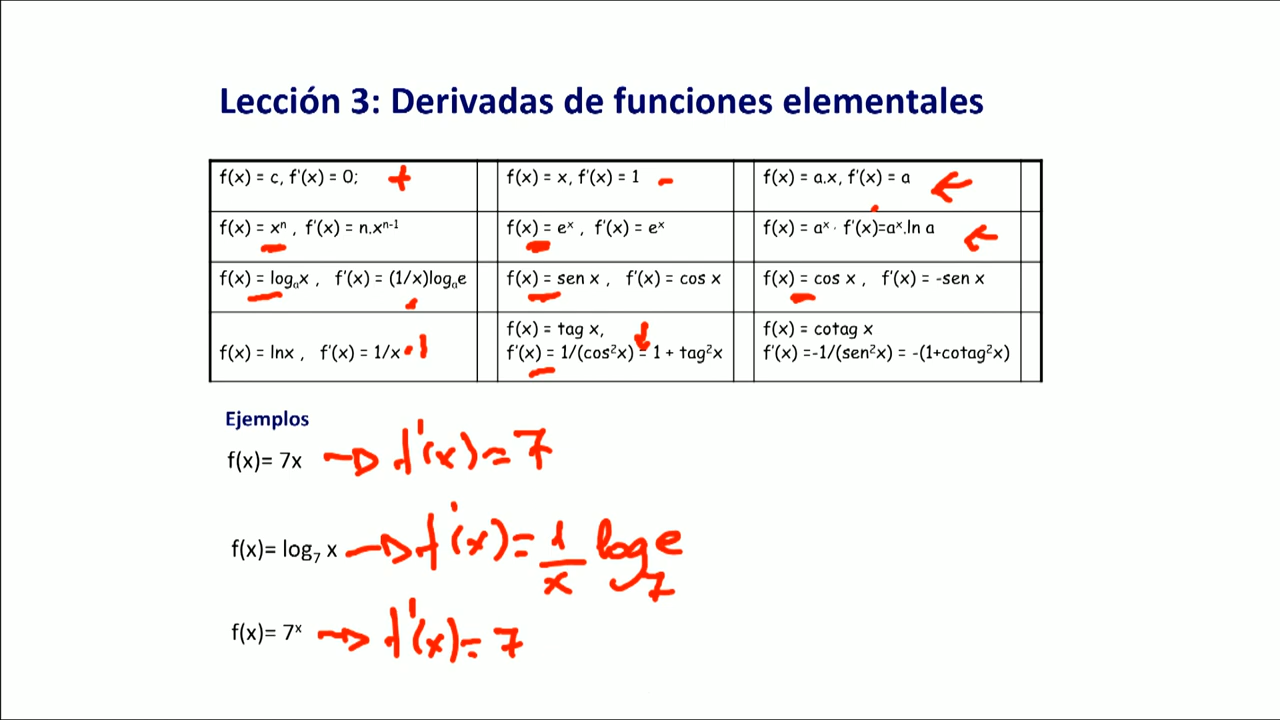 Lección 3: Derivadas de funciones elementales
f(x) = c, f'(x) = 0; +
f(x) = x, f'(x) = 1 -
f(x) = a.x, f'(x) = a
f(x) = xⁿ , f'(x) = n.xⁿ⁻¹
f(x) = eˣ , f'(x) = eˣ
f(x) = aˣ · f'(x)=aˣ.ln a
f(x) = logₐx , f'(x) = (1/x)logₐe
f(x) = sen x , f'(x) = cos x
f(x) = cos x , f'(x) = -sen x
f(x) = lnx , f'(x) = 1/x · 1
f(x) = tag x,
f'(x) = 1/(cos²x) = 1 + tag²x
f(x) = cotag x
f'(x) =-1/(sen²x) = -(1+cotag²x)
Ejemplos
f(x)= 7x → f'(x) = 7
f(x)= log₇ x → f'(x) = 1/x log₇ e
f(x)= 7ˣ → f'(x) = 7